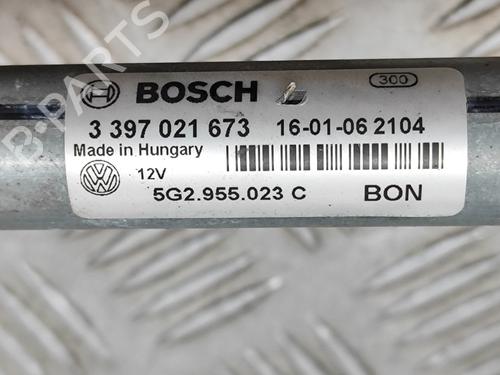 BOSCH 300
3 397 021 673 16-01-06 2104
Made in Hungary
12V
5G2.955.023 C BON
B-PARTS